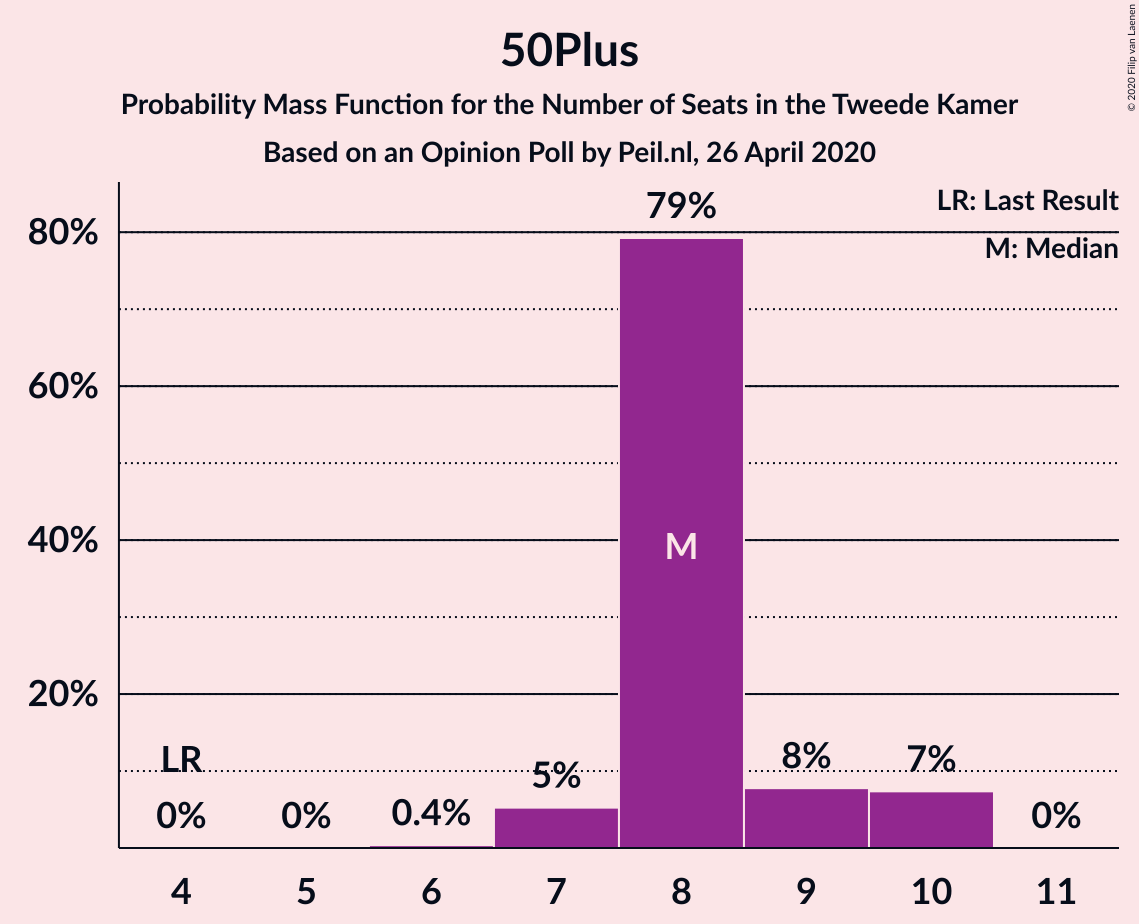 50Plus
Probability Mass Function for the Number of Seats in the Tweede Kamer
Based on an Opinion Poll by Peil.nl, 26 April 2020
© 2020 Filip van Laenen
LR: Last Result
M: Median
80%
60%
40%
20%
LR
0%
0%
0.4%
5%
79%
M
8%
7%
0%
4 5 6 7 8 9 10 11